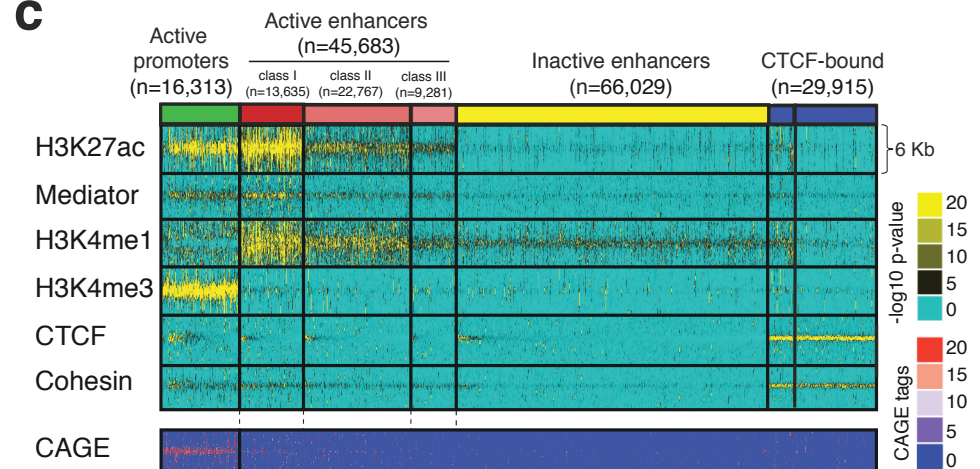 c
Active promoters (n=16,313)
Active enhancers (n=45,683)
class I (n=13,635)
class II (n=22,767)
class III (n=9,281)
Inactive enhancers (n=66,029)
CTCF-bound (n=29,915)
H3K27ac
6 Kb
Mediator
H3K4me1
H3K4me3
CTCF
Cohesin
CAGE
-log10 p-value
20
15
10
5
0
CAGE tags
20
15
10
5
0